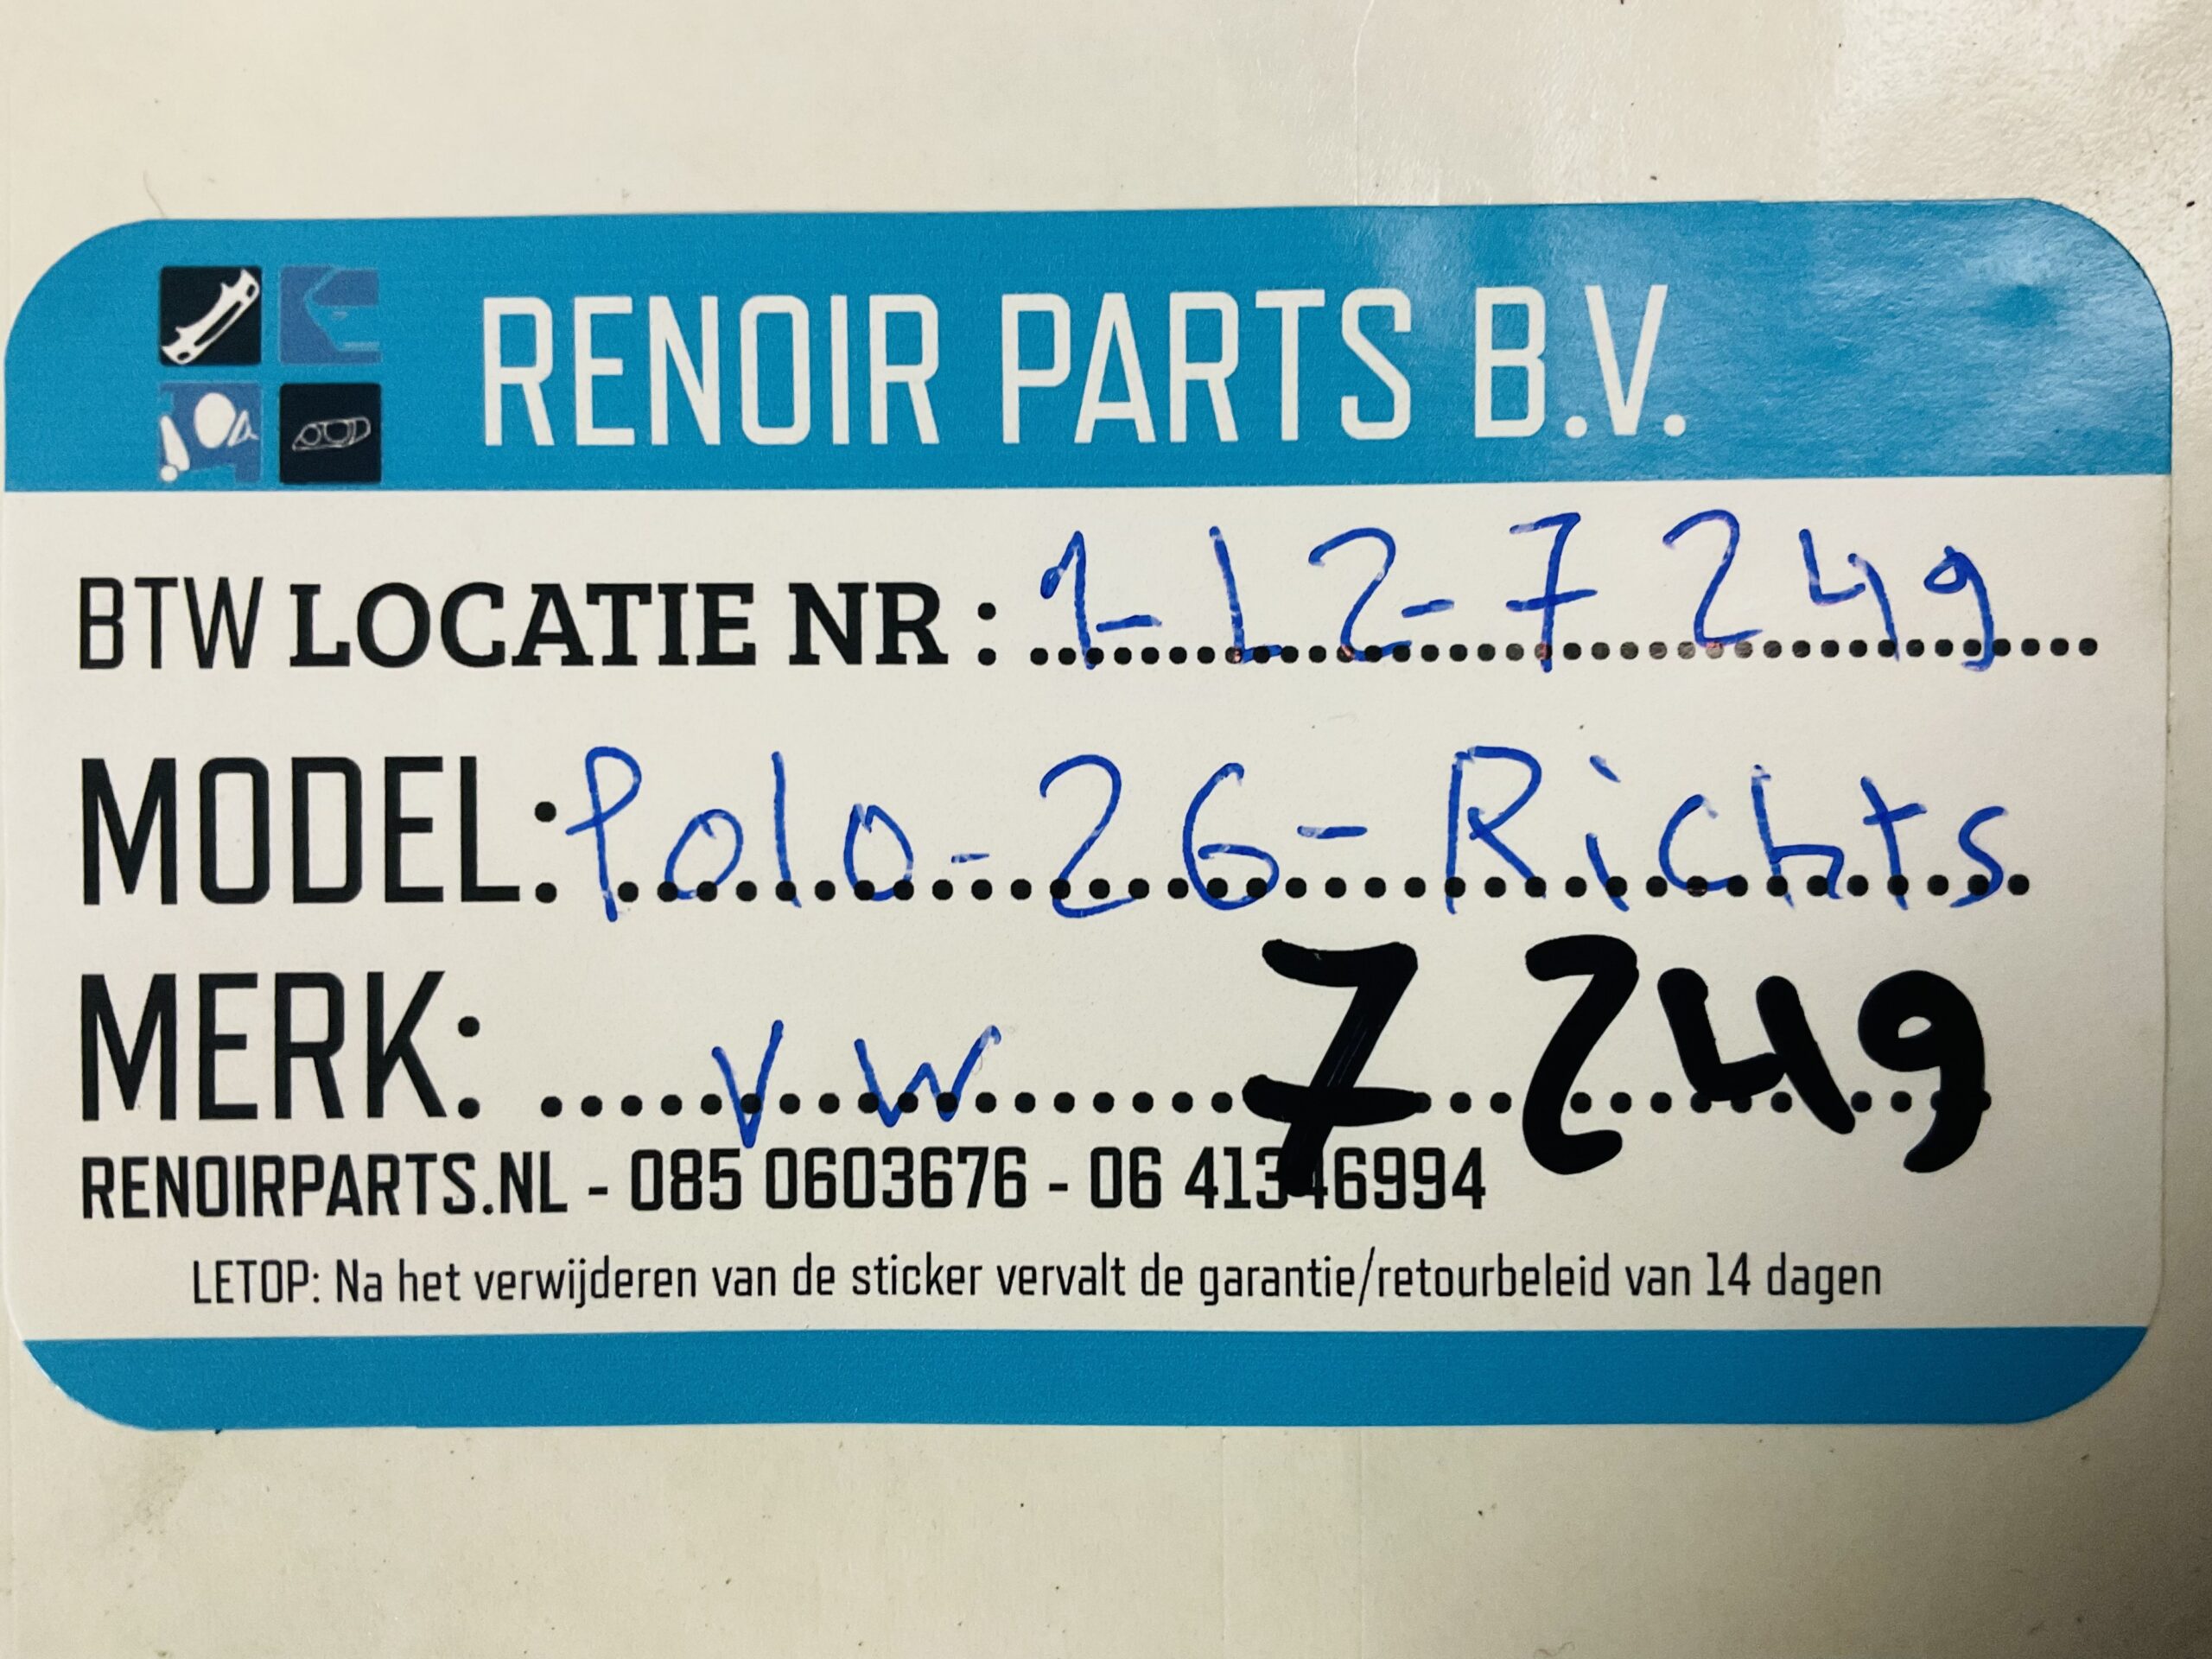 RENOIR PARTS B.V.
BTW LOCATIE NR : 1-L2-7249
MODEL: Polo-26-Richts
MERK: VW 7249
RENOIRPARTS.NL - 085 0603676 - 06 41346994
LETOP: Na het verwijderen van de sticker vervalt de garantie/retourbeleid van 14 dagen